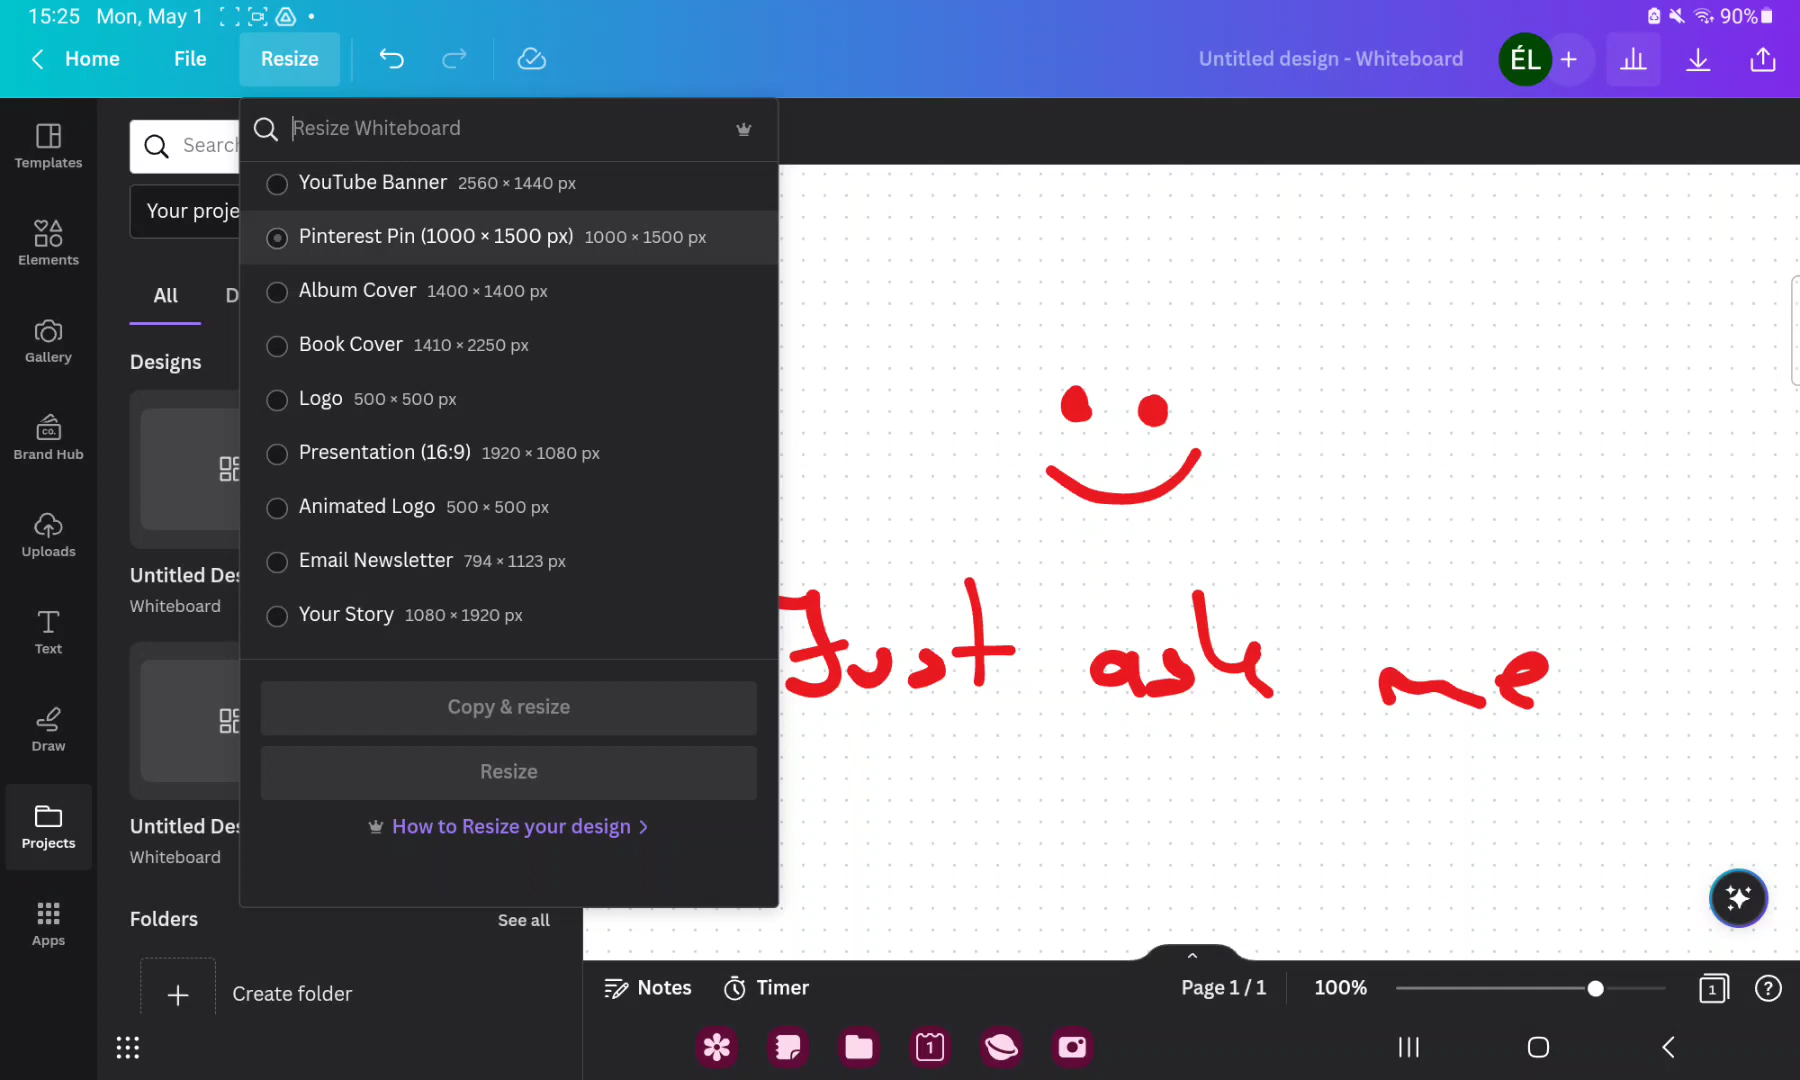 15:25 Mon, May 1 90%
Home File Resize Untitled design - Whiteboard ÉL
Resize Whiteboard
Search
Templates
YouTube Banner 2560 × 1440 px
Your proje
Pinterest Pin (1000 × 1500 px) 1000 × 1500 px
Elements
All D
Album Cover 1400 × 1400 px
Gallery
Designs
Book Cover 1410 × 2250 px
Logo 500 × 500 px
CO.
Brand Hub
Presentation (16:9) 1920 × 1080 px
Animated Logo 500 × 500 px
Uploads
Email Newsletter 794 × 1123 px
Untitled Des
Whiteboard
Your Story 1080 × 1920 px
Text
Just ask me
Copy & resize
Draw
Resize
Untitled Des
Whiteboard
How to Resize your design
Projects
Folders See all
Apps
Create folder
Notes Timer Page 1 / 1 100% 1 ?
1